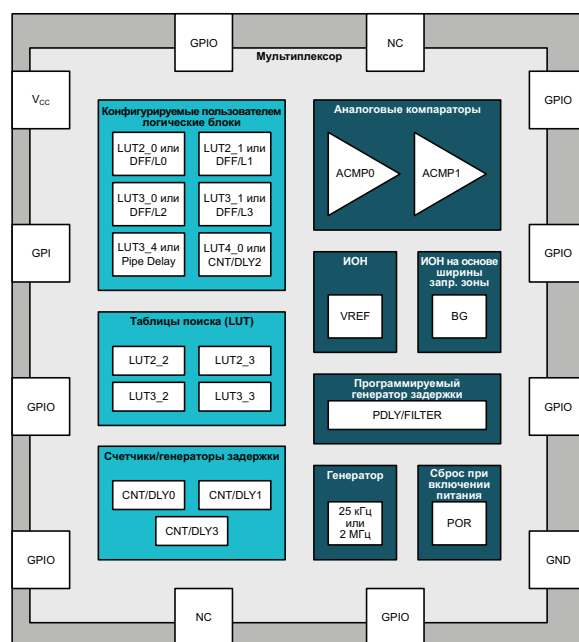 GPIO
NC
Мультиплексор
V_CC
GPIO
GPI
GPIO
GPIO
GPIO
GPIO
GND
NC
GPIO
Конфигурируемые пользователем
логические блоки
LUT2_0 или
DFF/L0
LUT2_1 или
DFF/L1
LUT3_0 или
DFF/L2
LUT3_1 или
DFF/L3
LUT3_4 или
Pipe Delay
LUT4_0 или
CNT/DLY2
Таблицы поиска (LUT)
LUT2_2
LUT2_3
LUT3_2
LUT3_3
Счетчики/генераторы задержки
CNT/DLY0
CNT/DLY1
CNT/DLY3
Аналоговые компараторы
ACMP0
ACMP1
ИОН
VREF
ИОН на основе
ширины
запр. зоны
BG
Программируемый
генератор задержки
PDLY/FILTER
Генератор
25 кГц
или
2 МГц
Сброс при
включении
питания
POR